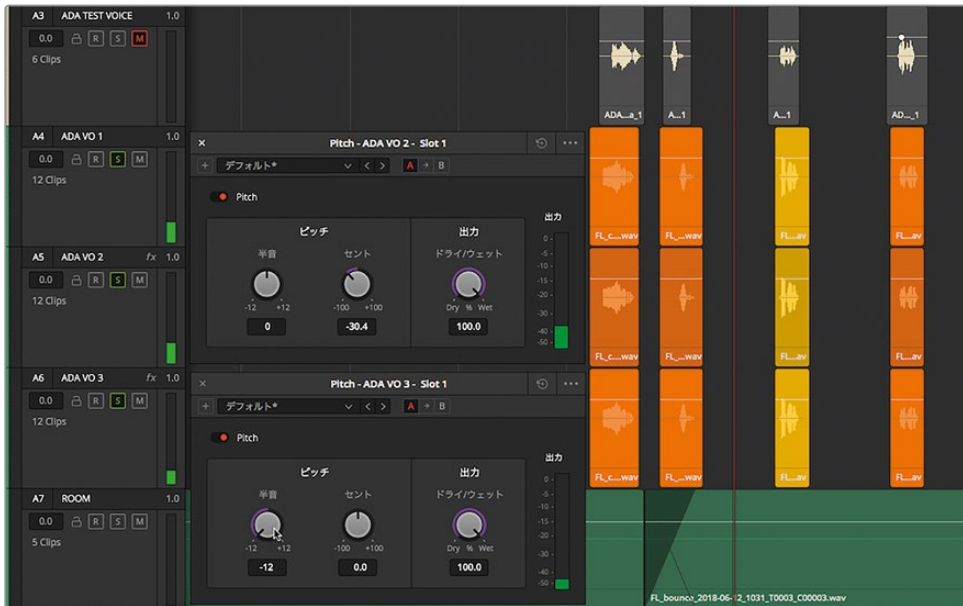 A3 ADA TEST VOICE 1.0
0.0 R S M
6 Clips
ADA...a_1 A...1 A...1 AD..._1
A4 ADA VO 1 1.0
0.0 R S M
12 Clips
Pitch - ADA VO 2 - Slot 1
デフォルト* A B
Pitch
ピッチ 出力 出力
半音 セント ドライ/ウェット
-12 +12 -100 +100 Dry % Wet
0 -30.4 100.0
0 -
-5 -
-10 -
-15 -
-20 -
-30 -
-40 -
-50 -
FL_c....wav FL_...wav FL...av FL...av
A5 ADA VO 2 fx 1.0
0.0 R S M
12 Clips
FL_c....wav FL_...wav FL...av FL...av
A6 ADA VO 3 fx 1.0
0.0 R S M
12 Clips
Pitch - ADA VO 3 - Slot 1
デフォルト* A B
Pitch
ピッチ 出力 出力
半音 セント ドライ/ウェット
-12 +12 -100 +100 Dry % Wet
-12 0.0 100.0
0 -
-5 -
-10 -
-15 -
-20 -
-30 -
-40 -
-50 -
FL_c....wav FL_...wav FL...av FL...av
A7 ROOM 1.0
0.0 R S M
5 Clips
FL_bounce_2018-06-12_1031_T0003_C00003.wav